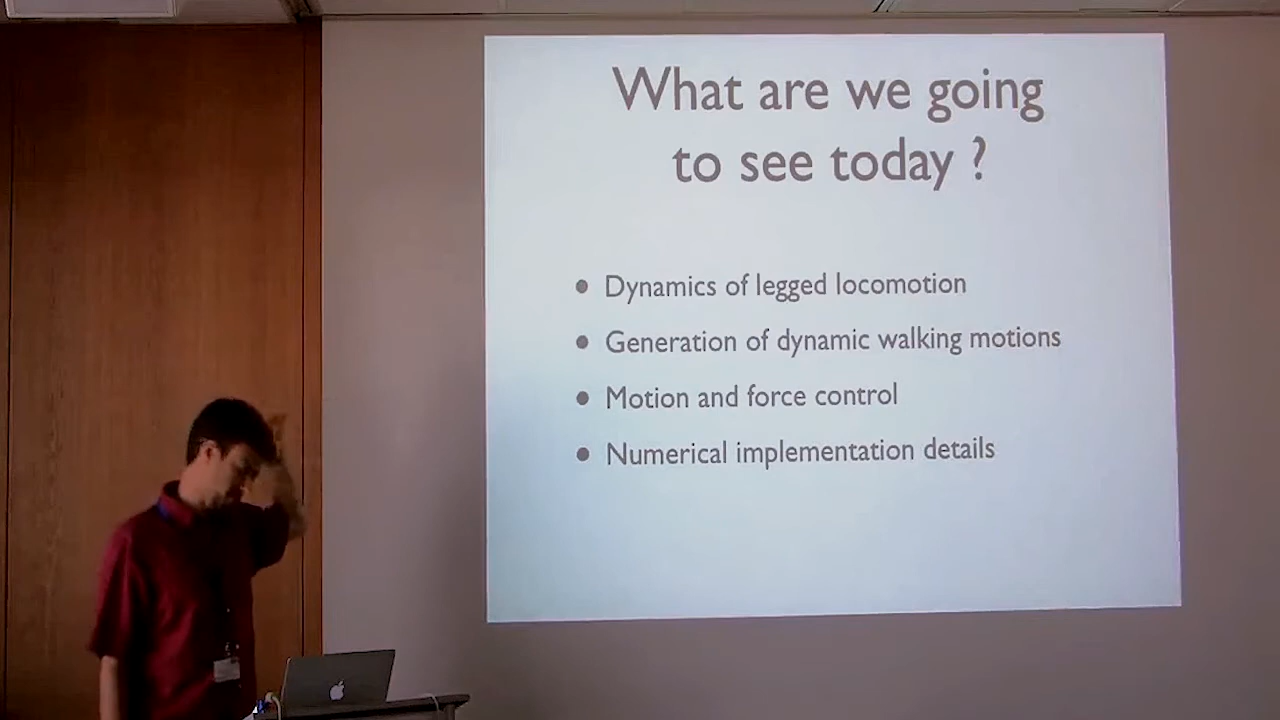 What are we going
to see today ?
• Dynamics of legged locomotion
• Generation of dynamic walking motions
• Motion and force control
• Numerical implementation details